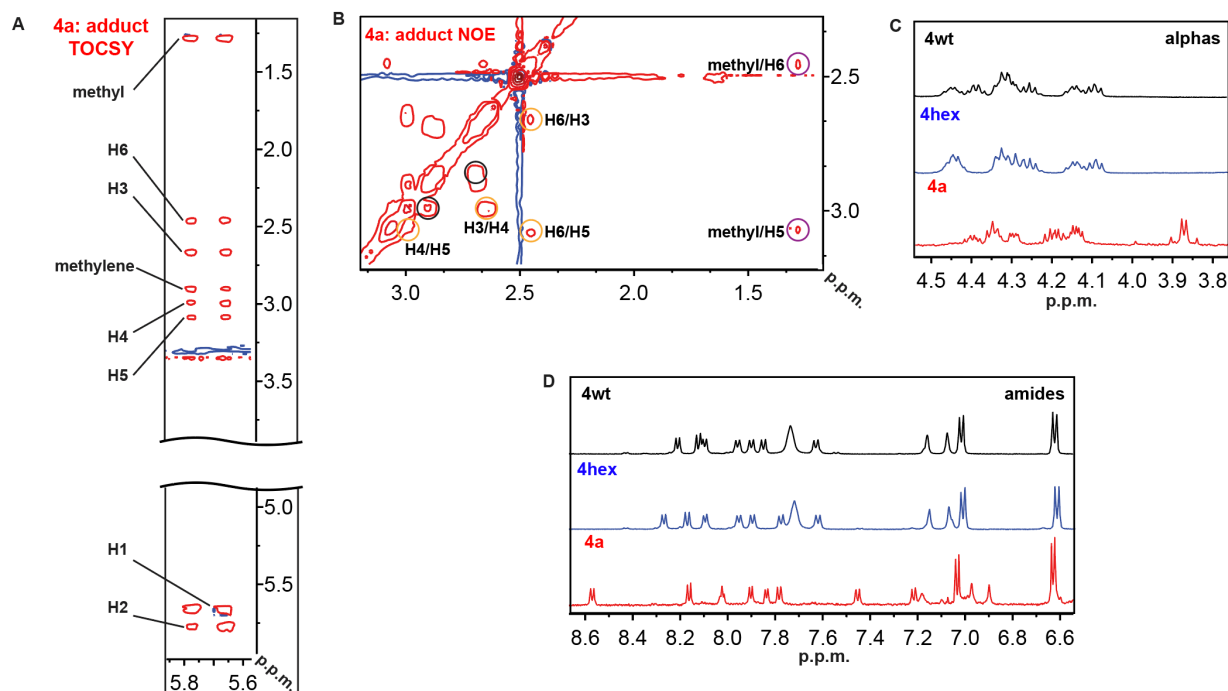 A
4a: adduct
TOCSY
methyl
H6
H3
methylene
H4
H5
H1
H2
1.5
2.0
2.5
3.0
3.5
5.0
5.5
5.8 5.6
p.p.m.
B
4a: adduct NOE
methyl/H6
H6/H3
H3/H4
H4/H5
H6/H5
methyl/H5
2.5
3.0
3.0 2.5 2.0 1.5
p.p.m.
C
4wt alphas
4hex
4a
4.5 4.4 4.3 4.2 4.1 4.0 3.9 3.8
p.p.m.
D
4wt amides
4hex
4a
8.6 8.4 8.2 8.0 7.8 7.6 7.4 7.2 7.0 6.8 6.6
p.p.m.